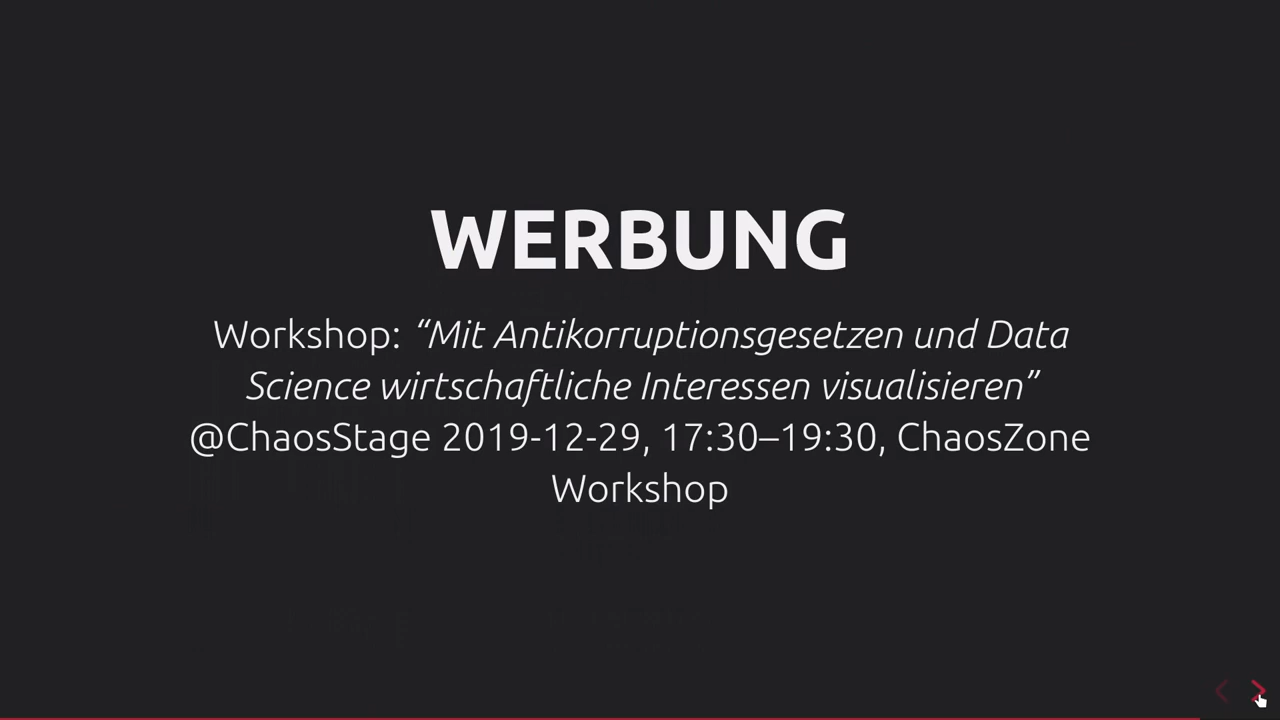 WERBUNG
Workshop: “Mit Antikorruptionsgesetzen und Data
Science wirtschaftliche Interessen visualisieren”
@ChaosStage 2019-12-29, 17:30–19:30, ChaosZone
Workshop